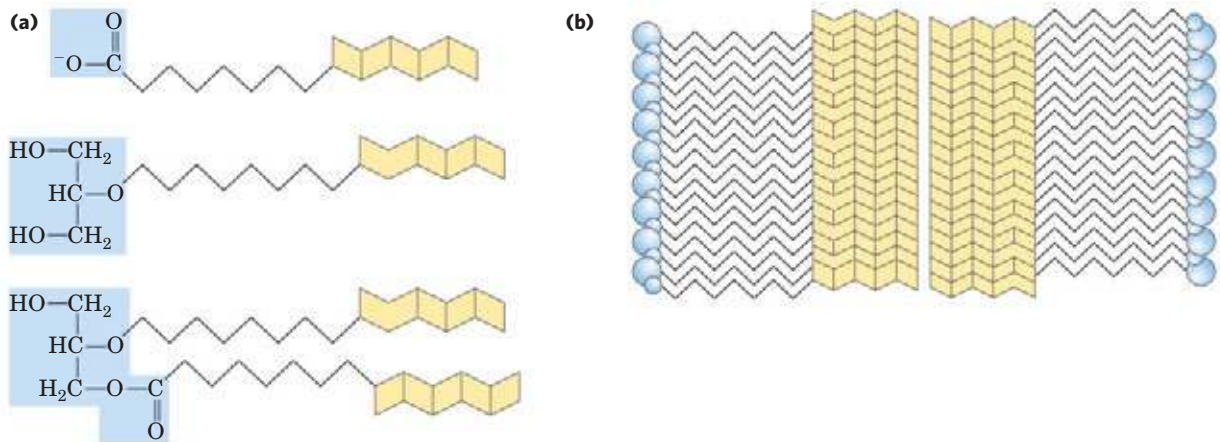 (a)
O
⁻O—C
HO—CH₂
HC—O
HO—CH₂
HO—CH₂
HC—O
H₂C—O—C
O
(b)